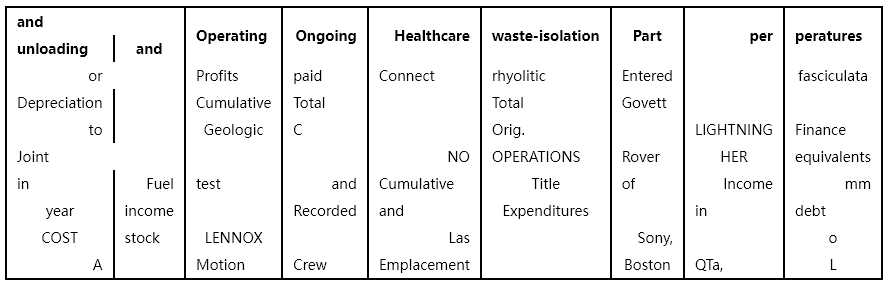 and unloading and Operating Ongoing Healthcare waste-isolation Part per peratures
or Profits paid Connect rhyolitic Entered fasciculata
Depreciation Cumulative Total Total Govett
to Geologic C Orig. LIGHTNING Finance
Joint NO OPERATIONS Rover HER equivalents
in Fuel test and Cumulative Title of Income mm
year income Recorded and Expenditures in debt
COST stock LENNOX Las Sony, o
A Motion Crew Emplacement Boston QTa, L